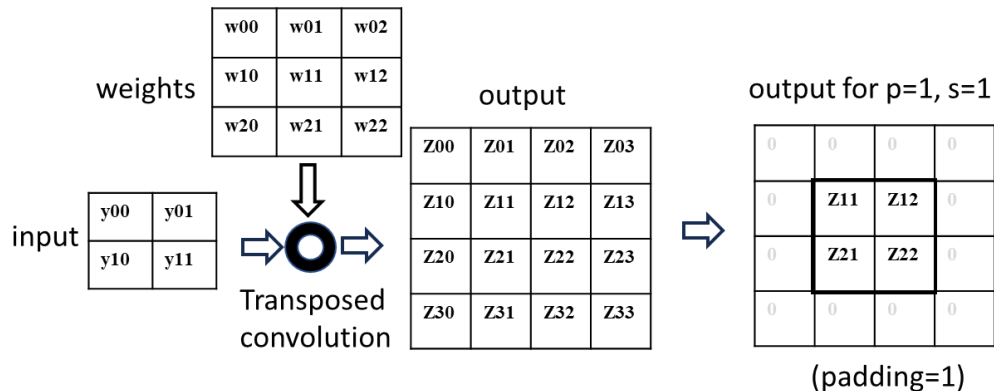 weights
w00 w01 w02
w10 w11 w12
w20 w21 w22
input
y00 y01
y10 y11
Transposed
convolution
output
Z00 Z01 Z02 Z03
Z10 Z11 Z12 Z13
Z20 Z21 Z22 Z23
Z30 Z31 Z32 Z33
output for p=1, s=1
0 0 0 0
0 Z11 Z12 0
0 Z21 Z22 0
0 0 0 0
(padding=1)